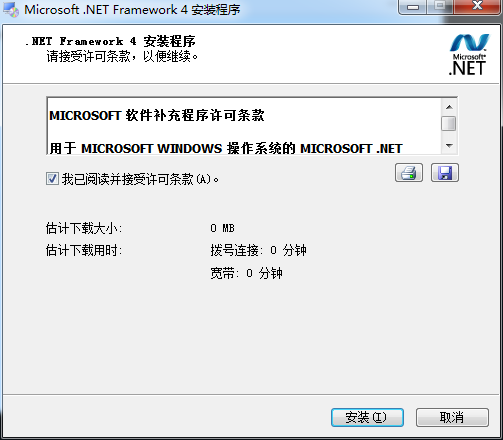 Microsoft .NET Framework 4 安装程序
.NET Framework 4 安装程序
请接受许可条款，以便继续。
Microsoft®
.NET
MICROSOFT 软件补充程序许可条款
用于 MICROSOFT WINDOWS 操作系统的 MICROSOFT .NET
我已阅读并接受许可条款(A)。
估计下载大小: 0 MB
估计下载用时: 拨号连接: 0 分钟
宽带: 0 分钟
安装(I) 取消